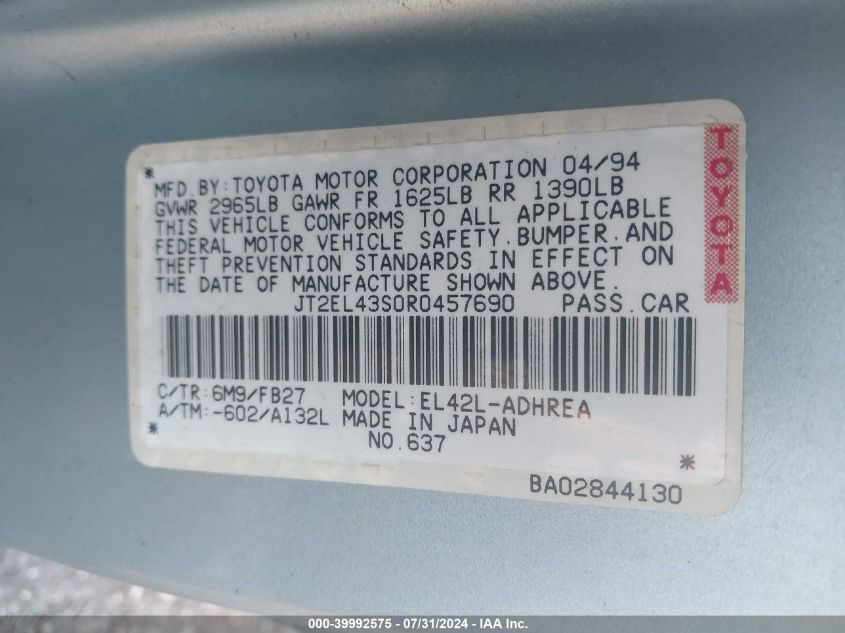 MFD. BY: TOYOTA MOTOR CORPORATION 04/94
GVWR 2965LB GAWR FR 1625LB RR 1390LB
THIS VEHICLE CONFORMS TO ALL APPLICABLE
FEDERAL MOTOR VEHICLE SAFETY, BUMPER, AND
THEFT PREVENTION STANDARDS IN EFFECT ON
THE DATE OF MANUFACTURE SHOWN ABOVE.
JT2EL43S0R0457690 PASS. CAR
C/TR: 6M9/FB27 MODEL: EL42L-ADHREA
A/TM: -602/A132L MADE IN JAPAN
NO. 637
BA02844130
TOYOTA
000-39992575 - 07/31/2024 - IAA Inc.